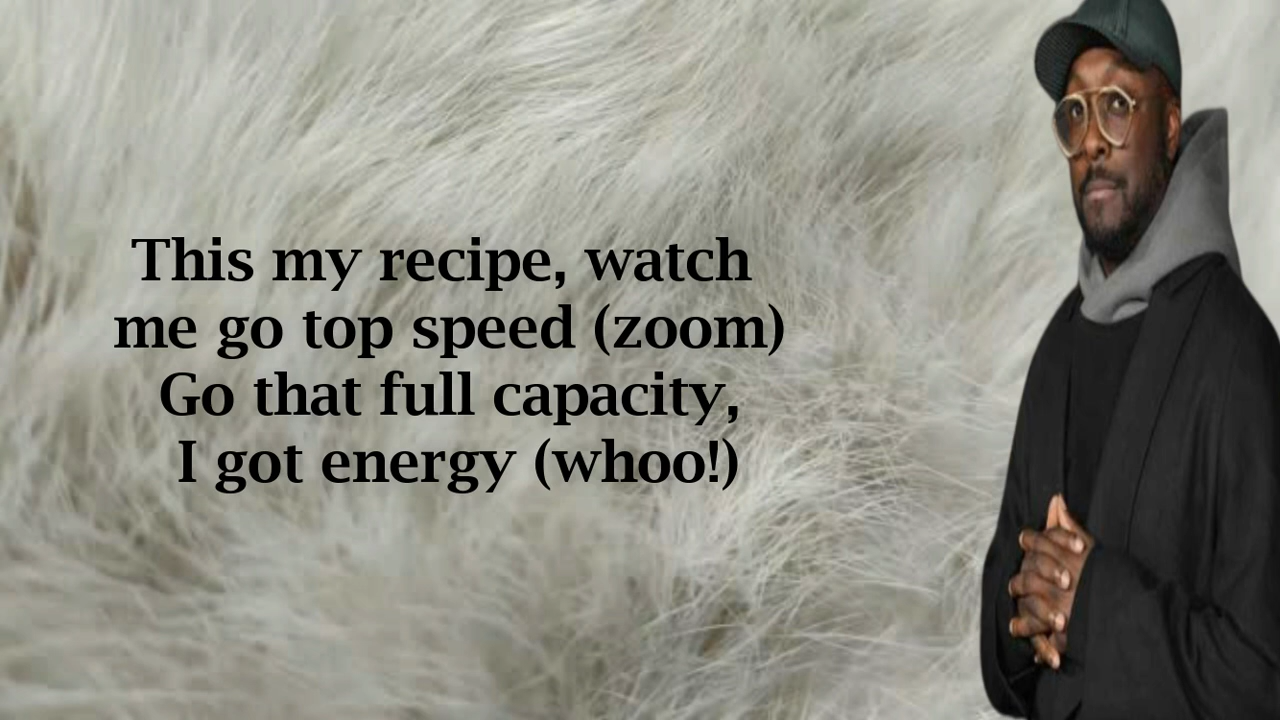 This my recipe, watch
me go top speed (zoom)
Go that full capacity,
I got energy (whoo!)